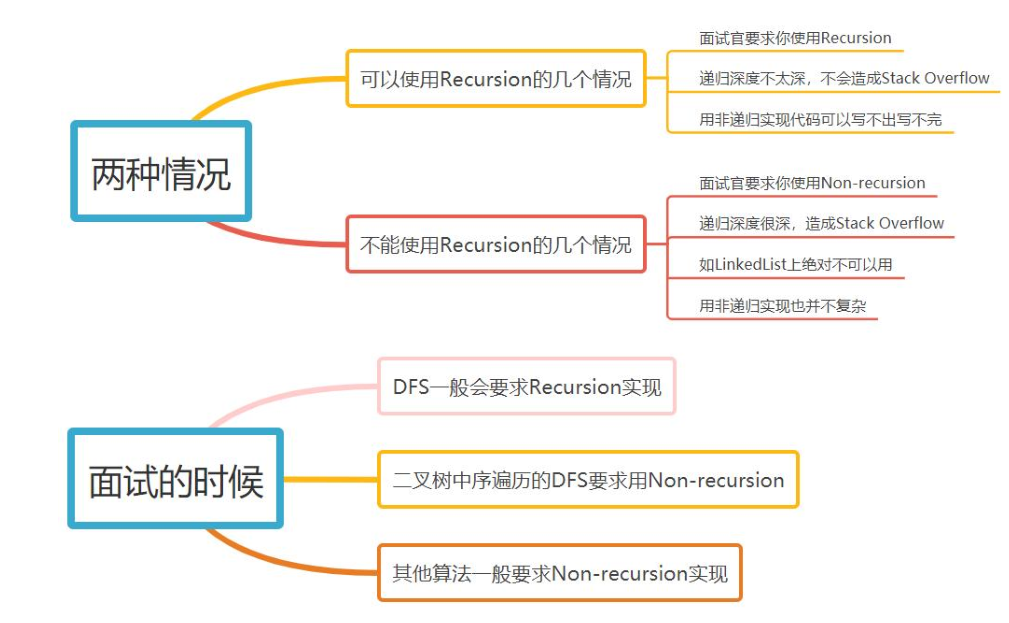 两种情况
可以使用Recursion的几个情况
面试官要求你使用Recursion
递归深度不太深，不会造成Stack Overflow
用非递归实现代码可以写不出写不完
不能使用Recursion的几个情况
面试官要求你使用Non-recursion
递归深度很深，造成Stack Overflow
如LinkedList上绝对不可以用
用非递归实现也并不复杂
面试的时候
DFS一般会要求Recursion实现
二叉树中序遍历的DFS要求用Non-recursion
其他算法一般要求Non-recursion实现